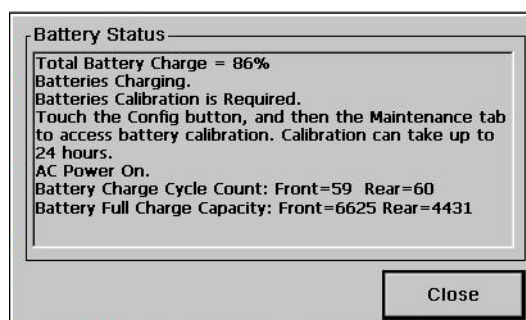 Battery Status
Total Battery Charge = 86%
Batteries Charging.
Batteries Calibration is Required.
Touch the Config button, and then the Maintenance tab
to access battery calibration. Calibration can take up to
24 hours.
AC Power On.
Battery Charge Cycle Count: Front=59 Rear=60
Battery Full Charge Capacity: Front=6625 Rear=4431
Close